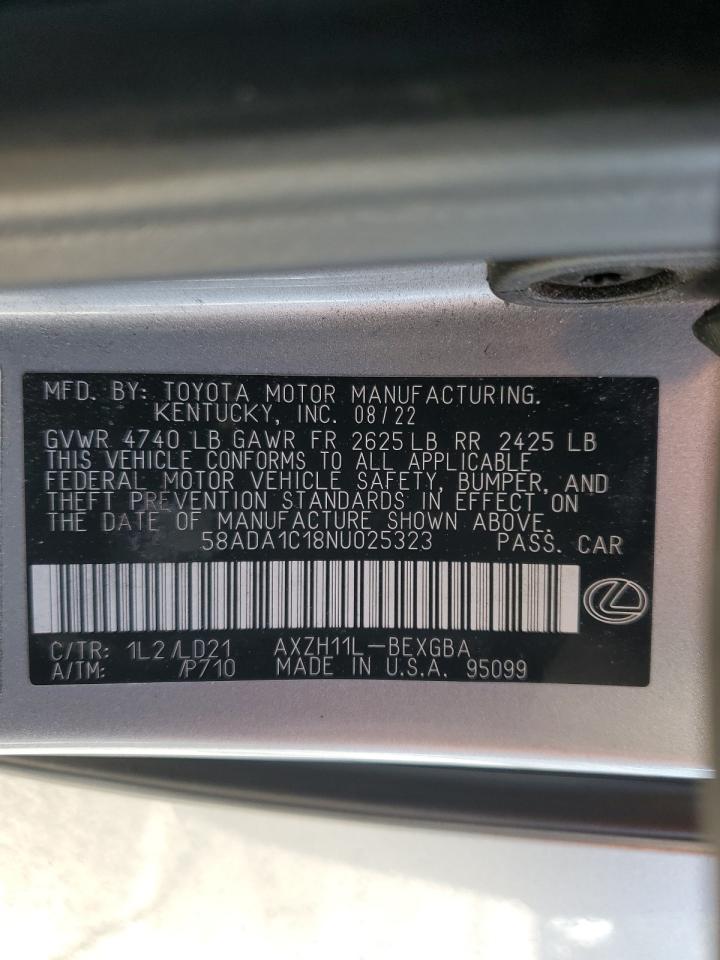 MFD. BY: TOYOTA MOTOR MANUFACTURING.
KENTUCKY, INC. 08/22
GVWR 4740 LB GAWR FR 2625 LB RR 2425 LB
THIS VEHICLE CONFORMS TO ALL APPLICABLE
FEDERAL MOTOR VEHICLE SAFETY, BUMPER, AND
THEFT PREVENTION STANDARDS IN EFFECT ON
THE DATE OF MANUFACTURE SHOWN ABOVE.
58ADA1C18NU025323 PASS. CAR
C/TR: 1L2 /LD21 AXZH11L-BEXGBA
A/TM: /P710 MADE IN U.S.A. 95099